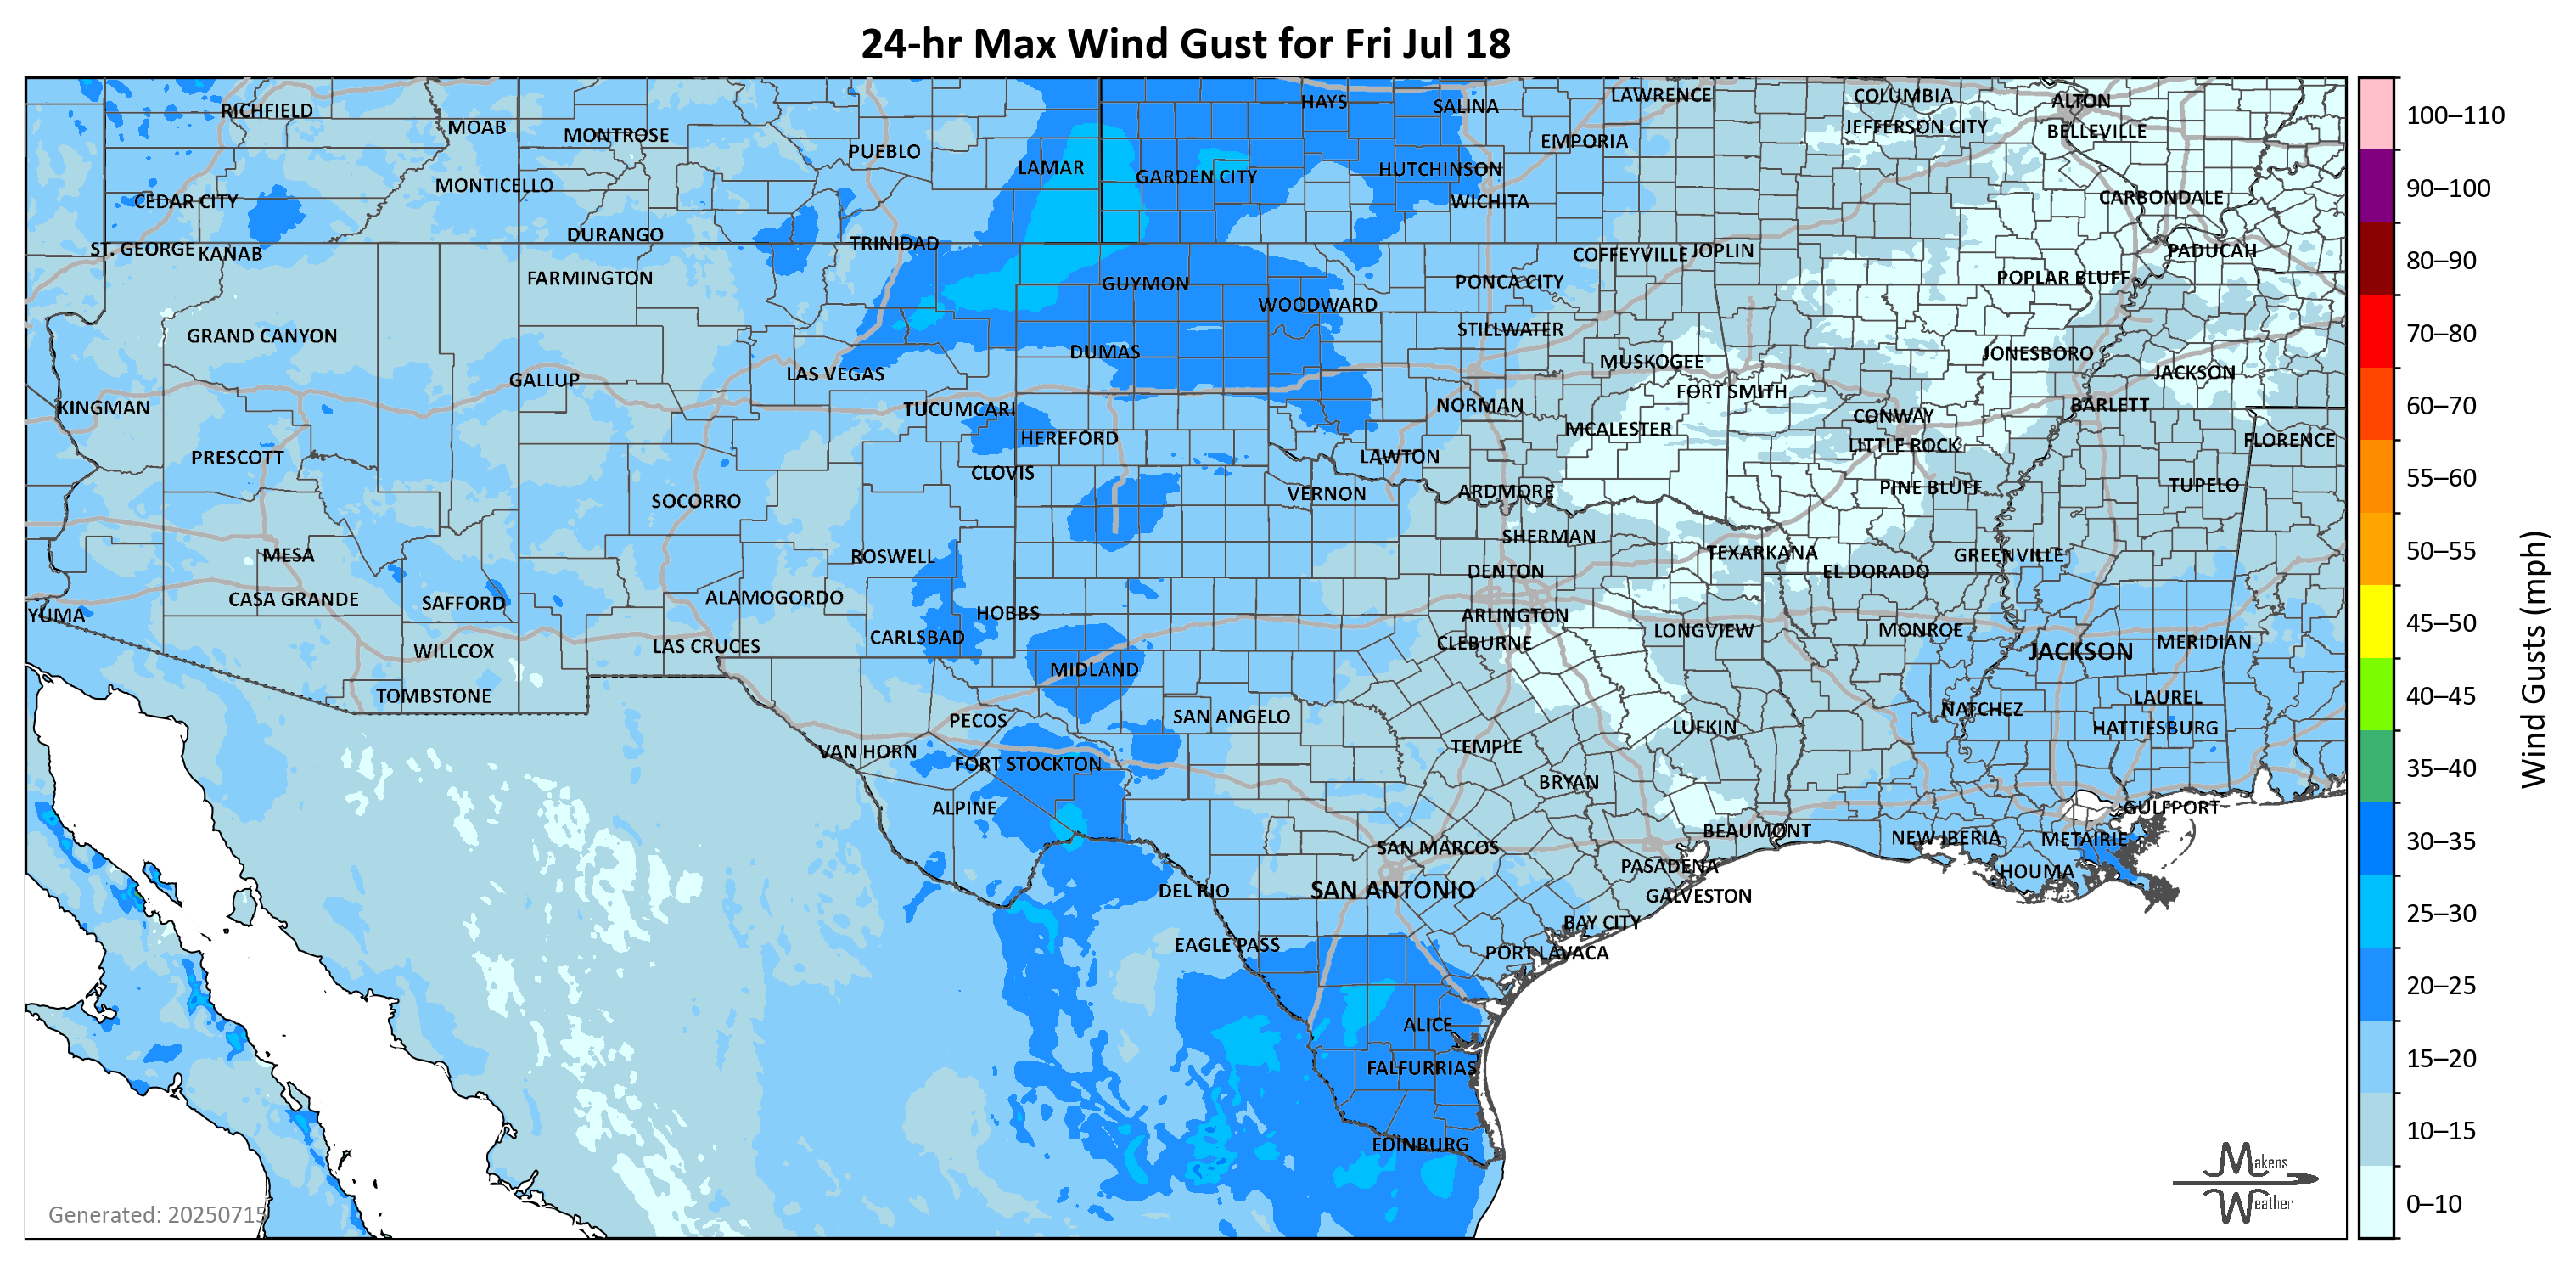 24-hr Max Wind Gust for Fri Jul 18
RICHFIELD
MOAB
MONTROSE
PUEBLO
LAMAR
HAYS
SALINA
LAWRENCE
COLUMBIA
ALTON
JEFFERSON CITY
BELLEVILLE
EMPORIA
GARDEN CITY
HUTCHINSON
MONTICELLO
CEDAR CITY
WICHITA
CARBONDALE
DURANGO
TRINIDAD
ST. GEORGE
KANAB
COFFEYVILLE
JOPLIN
PADUCAH
FARMINGTON
GUYMON
PONCA CITY
POPLAR BLUFF
WOODWARD
GRAND CANYON
STILLWATER
DUMAS
MUSKOGEE
JONESBORO
LAS VEGAS
JACKSON
GALLUP
FORT SMITH
KINGMAN
TUCUMCARI
NORMAN
BARLETT
CONWAY
HEREFORD
MCALESTER
LITTLE ROCK
FLORENCE
PRESCOTT
CLOVIS
LAWTON
SOCORRO
VERNON
ARDMORE
PINE BLUFF
TUPELO
SHERMAN
MESA
ROSWELL
TEXARKANA
GREENVILLE
DENTON
EL DORADO
CASA GRANDE
SAFFORD
ALAMOGORDO
HOBBS
ARLINGTON
YUMA
CARLSBAD
CLEBURNE
LONGVIEW
MONROE
JACKSON
MERIDIAN
WILLCOX
LAS CRUCES
MIDLAND
TOMBSTONE
PECOS
SAN ANGELO
NATCHEZ
LAUREL
VAN HORN
FORT STOCKTON
TEMPLE
LUFKIN
HATTIESBURG
BRYAN
ALPINE
GULFPORT
SAN MARCOS
BEAUMONT
NEW IBERIA
METAIRIE
PASADENA
HOUMA
DEL RIO
SAN ANTONIO
GALVESTON
BAY CITY
EAGLE PASS
PORT LAVACA
ALICE
FALFURRIAS
EDINBURG
Generated: 20250715
Makens
Weather
100–110
90–100
80–90
70–80
60–70
55–60
50–55
45–50
40–45
35–40
30–35
25–30
20–25
15–20
10–15
0–10
Wind Gusts (mph)